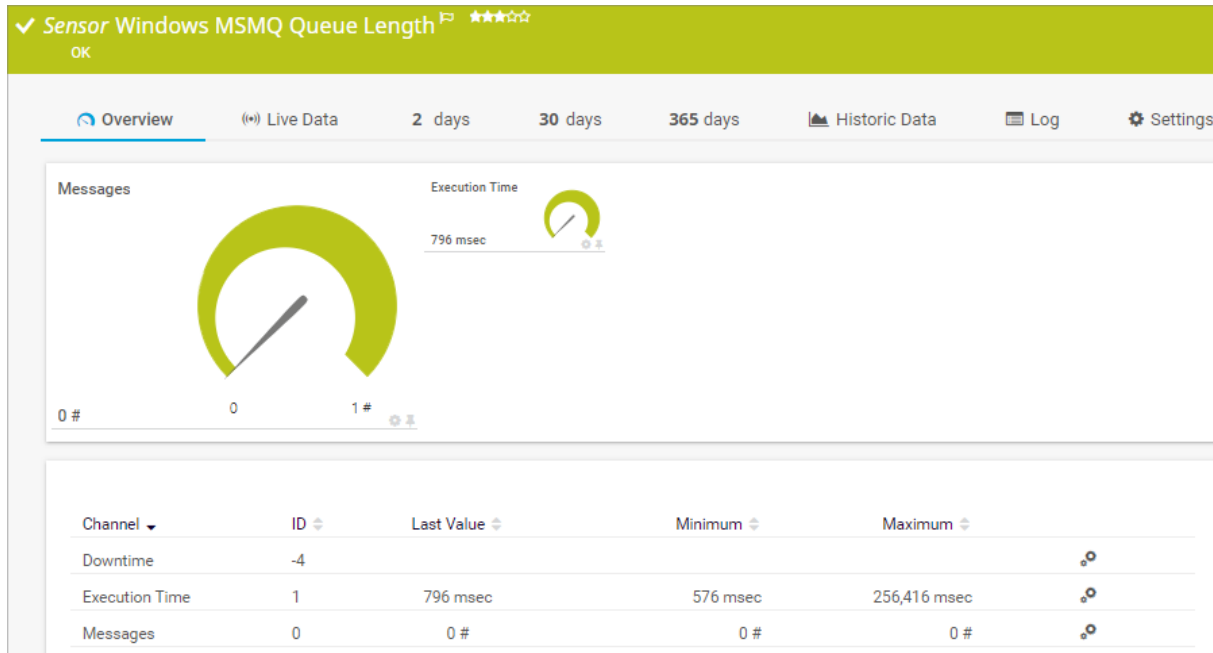 Sensor Windows MSMQ Queue Length
OK
Overview Live Data 2 days 30 days 365 days Historic Data Log Settings
Messages
0 #
0 1 #
Execution Time
796 msec
Channel ID Last Value Minimum Maximum
Downtime -4
Execution Time 1 796 msec 576 msec 256,416 msec
Messages 0 0 # 0 # 0 #